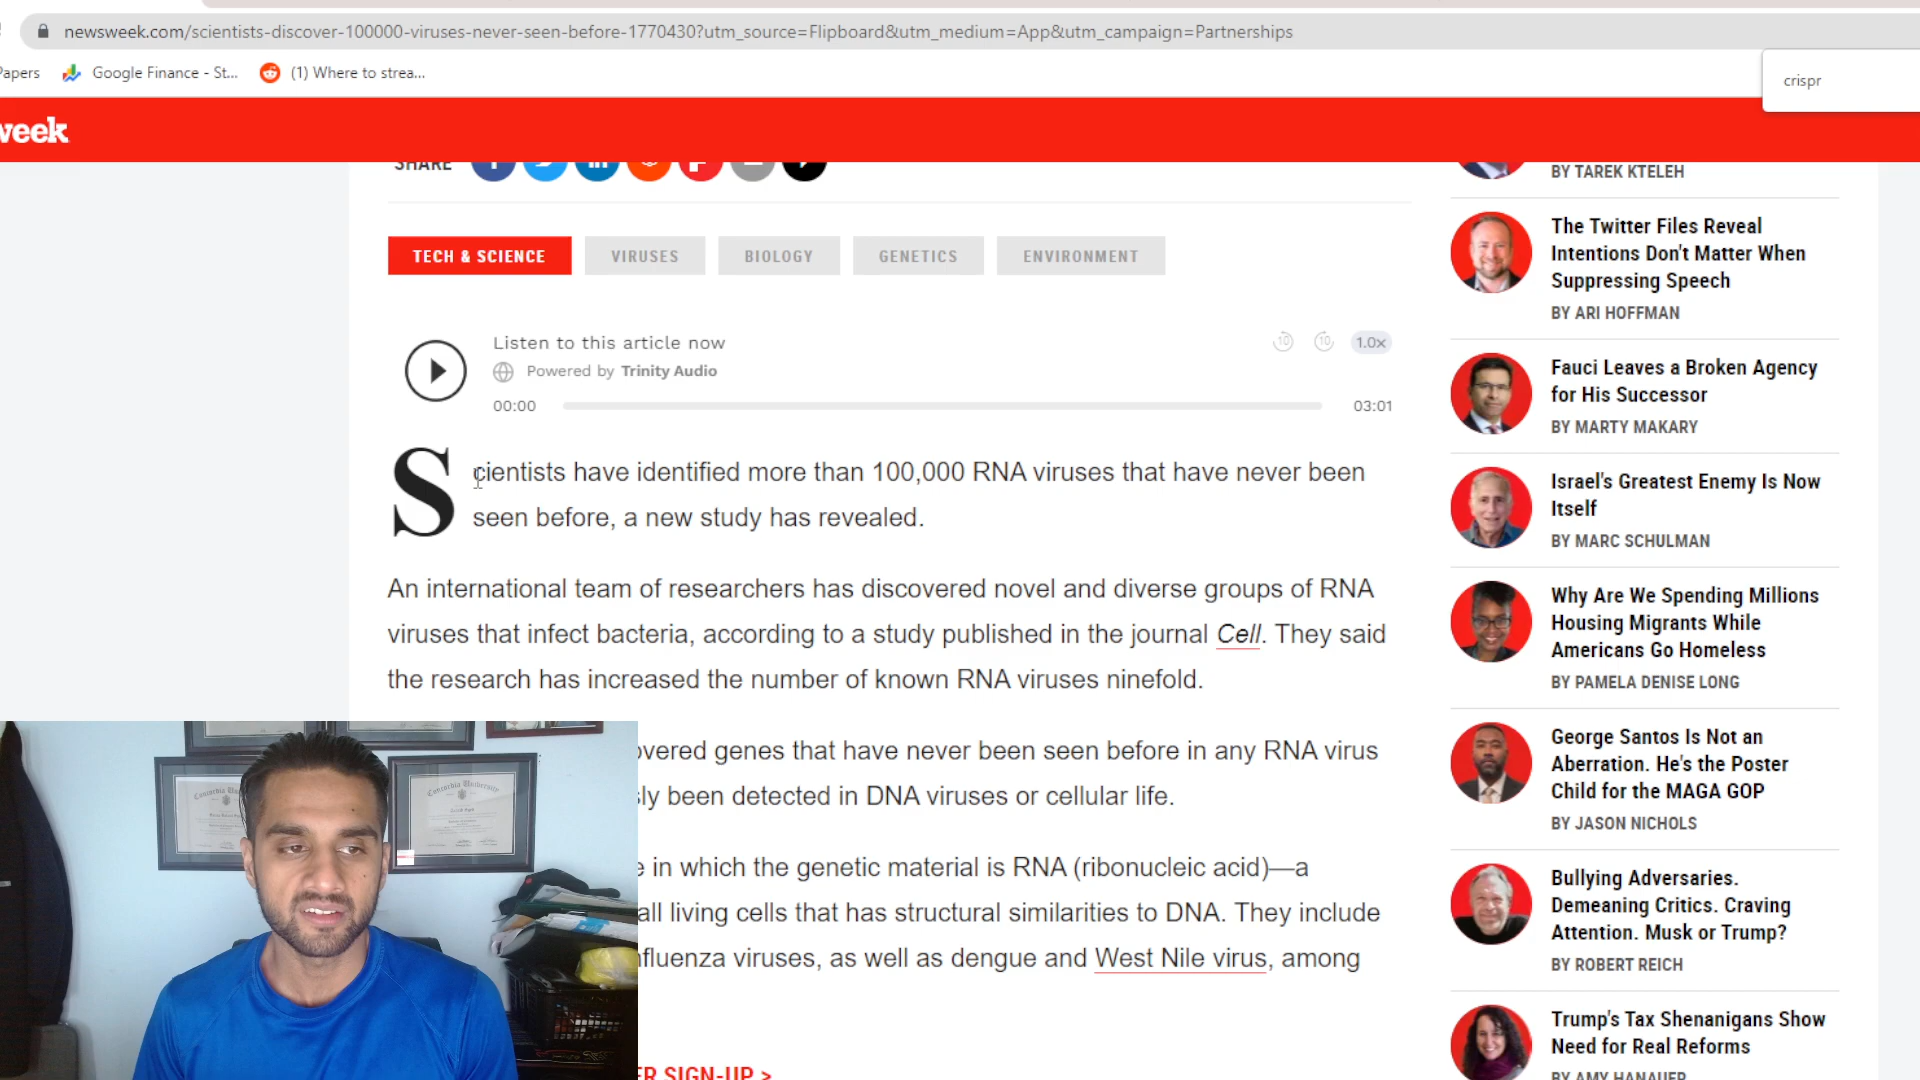 newsweek.com/scientists-discover-100000-viruses-never-seen-before-1770430?utm_source=Flipboard&utm_medium=App&utm_campaign=Partnerships
Papers
Google Finance - St...
(1) Where to strea...
crispr
week
SHARE
TECH & SCIENCE
VIRUSES
BIOLOGY
GENETICS
ENVIRONMENT
Listen to this article now
Powered by Trinity Audio
10
10
1.0x
00:00
03:01
Scientists have identified more than 100,000 RNA viruses that have never been
seen before, a new study has revealed.
An international team of researchers has discovered novel and diverse groups of RNA
viruses that infect bacteria, according to a study published in the journal Cell. They said
the research has increased the number of known RNA viruses ninefold.
overed genes that have never been seen before in any RNA virus
sly been detected in DNA viruses or cellular life.
e in which the genetic material is RNA (ribonucleic acid)—a
all living cells that has structural similarities to DNA. They include
nfluenza viruses, as well as dengue and West Nile virus, among
ER SIGN-UP >
BY TAREK KTELEH
The Twitter Files Reveal
Intentions Don't Matter When
Suppressing Speech
BY ARI HOFFMAN
Fauci Leaves a Broken Agency
for His Successor
BY MARTY MAKARY
Israel's Greatest Enemy Is Now
Itself
BY MARC SCHULMAN
Why Are We Spending Millions
Housing Migrants While
Americans Go Homeless
BY PAMELA DENISE LONG
George Santos Is Not an
Aberration. He's the Poster
Child for the MAGA GOP
BY JASON NICHOLS
Bullying Adversaries.
Demeaning Critics. Craving
Attention. Musk or Trump?
BY ROBERT REICH
Trump's Tax Shenanigans Show
Need for Real Reforms
BY AMY HANAUER
Concordia University